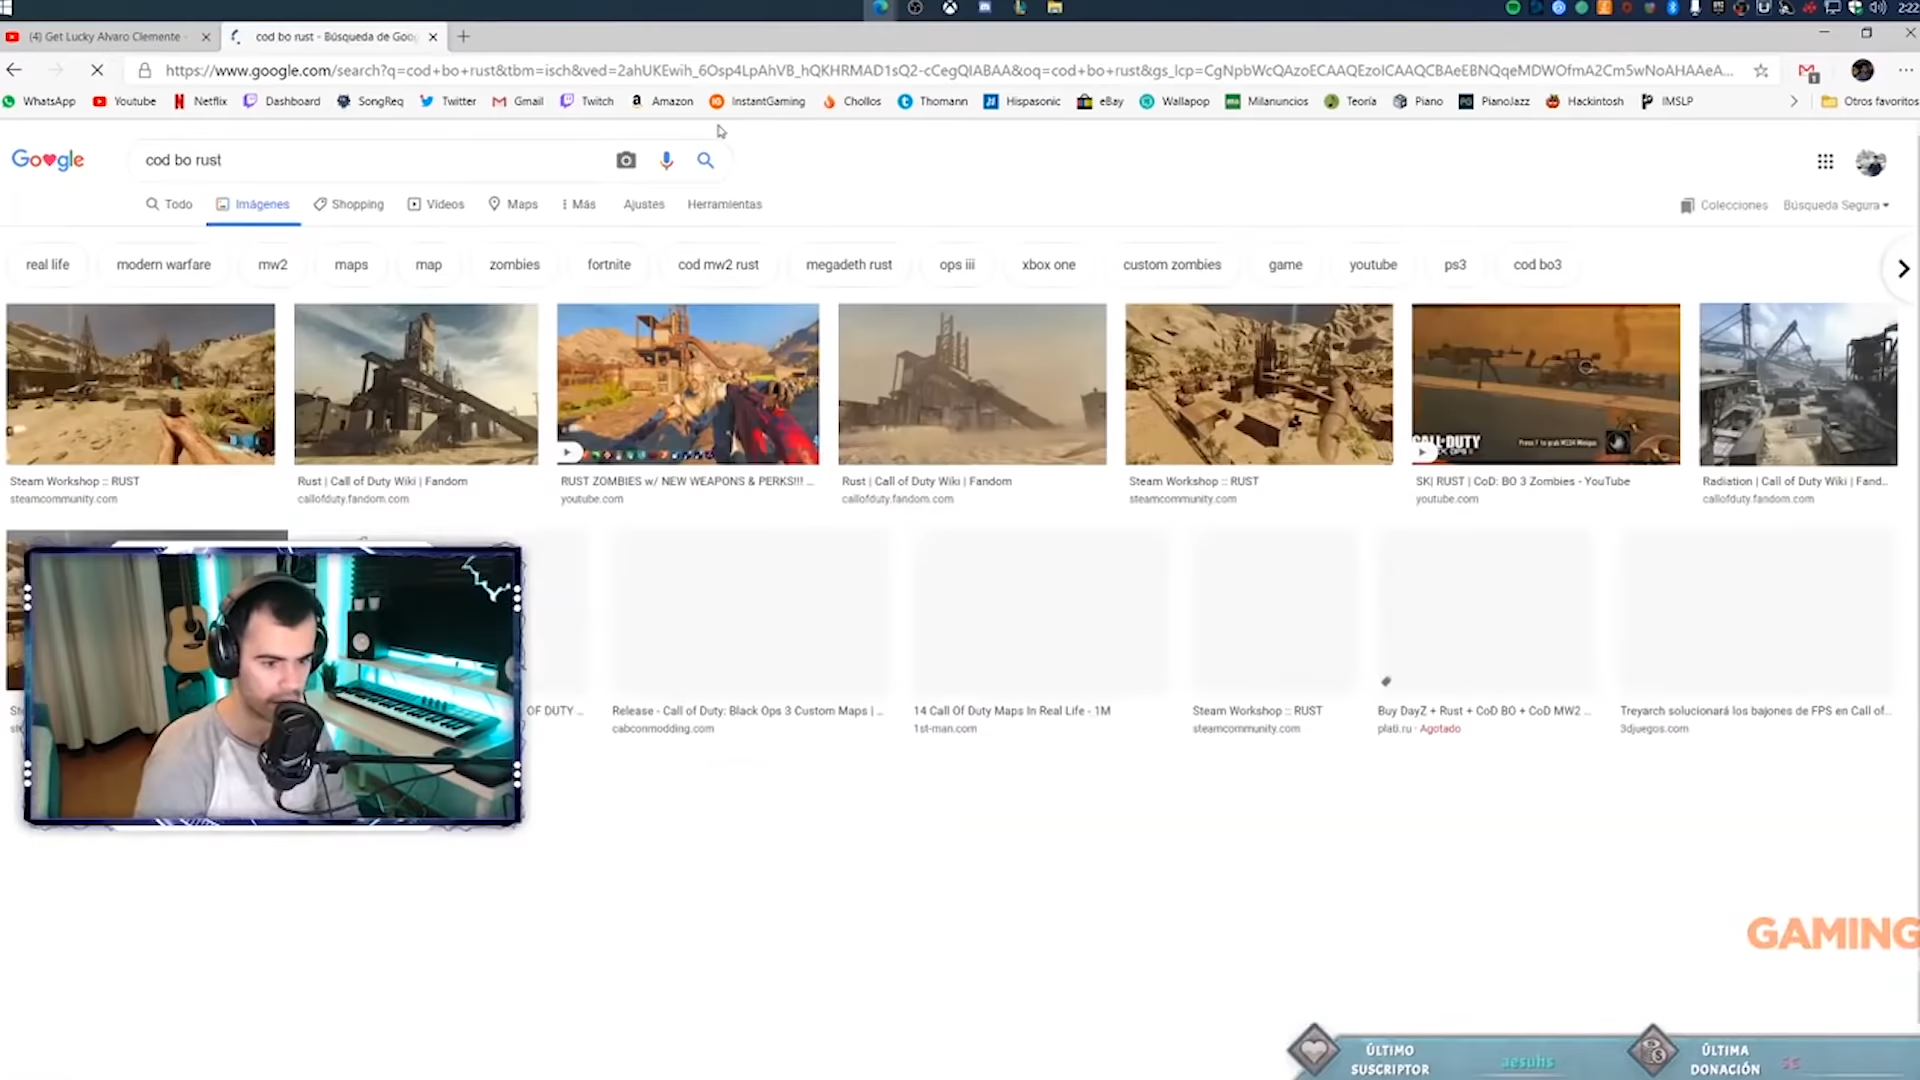 2:22
(4) Get Lucky Alvaro Clemente -
cod bo rust - Búsqueda de Goo
https://www.google.com/search?q=cod+bo+rust&tbm=isch&ved=2ahUKEwih_6Osp4LpAhVB_hQKHRMAD1sQ2-cCegQIABAA&oq=cod+bo+rust&gs_lcp=CgNpbWcQAzoECAAQEzoICAAQCBAeEBNQqeMDWOfmA2Cm5wNoAHAAeA...
WhatsApp Youtube Netflix Dashboard SongReq Twitter Gmail Twitch Amazon InstantGaming Chollos Thomann Hispasonic eBay Wallapop Milanuncios Teoría Piano PianoJazz Hackintosh IMSLP Otros favoritos
Google
cod bo rust
Todo Imágenes Shopping Videos Maps Más Ajustes Herramientas Colecciones Búsqueda Segura
real life modern warfare mw2 maps map zombies fortnite cod mw2 rust megadeth rust ops iii xbox one custom zombies game youtube ps3 cod bo3
CALL·DUTY
Steam Workshop :: RUST
steamcommunity.com
Rust | Call of Duty Wiki | Fandom
callofduty.fandom.com
RUST ZOMBIES w/ NEW WEAPONS & PERKS!!! ...
youtube.com
Rust | Call of Duty Wiki | Fandom
callofduty.fandom.com
Steam Workshop :: RUST
steamcommunity.com
SK| RUST | CoD: BO 3 Zombies - YouTube
youtube.com
Radiation | Call of Duty Wiki | Fand...
callofduty.fandom.com
OF DUTY ...
Release - Call of Duty: Black Ops 3 Custom Maps | ...
cabconmodding.com
14 Call Of Duty Maps In Real Life - 1M
1st-man.com
Steam Workshop :: RUST
steamcommunity.com
Buy DayZ + Rust + CoD BO + CoD MW2 ...
plati.ru · Agotado
Treyarch solucionará los bajones de FPS en Call of...
3djuegos.com
GAMING
ÚLTIMO
SUSCRIPTOR
aesuhs
ÚLTIMA
DONACIÓN